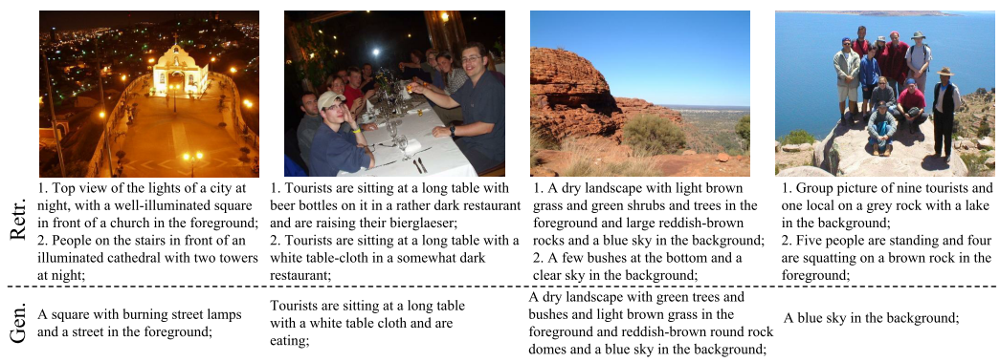 Retr.
1. Top view of the lights of a city at
night, with a well-illuminated square
in front of a church in the foreground;
2. People on the stairs in front of an
illuminated cathedral with two towers
at night;
1. Tourists are sitting at a long table with
beer bottles on it in a rather dark restaurant
and are raising their bierglaeser;
2. Tourists are sitting at a long table with a
white table-cloth in a somewhat dark
restaurant;
1. A dry landscape with light brown
grass and green shrubs and trees in the
foreground and large reddish-brown
rocks and a blue sky in the background;
2. A few bushes at the bottom and a
clear sky in the background;
1. Group picture of nine tourists and
one local on a grey rock with a lake
in the background;
2. Five people are standing and four
are squatting on a brown rock in the
foreground;
Gen.
A square with burning street lamps
and a street in the foreground;
Tourists are sitting at a long table
with a white table cloth and are
eating;
A dry landscape with green trees and
bushes and light brown grass in the
foreground and reddish-brown round rock
domes and a blue sky in the background;
A blue sky in the background;